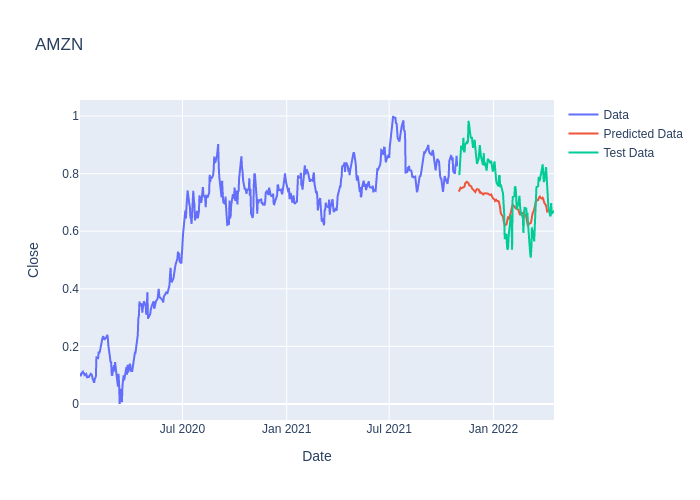 AMZN
Data
Predicted Data
Test Data
Close
1
0.8
0.6
0.4
0.2
0
Jul 2020
Jan 2021
Jul 2021
Jan 2022
Date